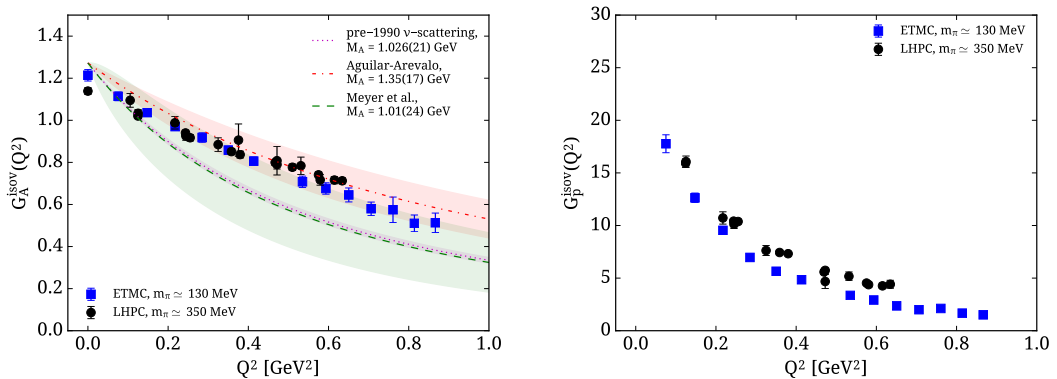 1.4
1.2
1.0
0.8
0.6
0.4
0.2
0.0
G_A^isov(Q²)
pre-1990 ν−scattering,
M_A = 1.026(21) GeV
Aguilar-Arevalo,
M_A = 1.35(17) GeV
Meyer et al.,
M_A = 1.01(24) GeV
ETMC, m_π ≃ 130 MeV
LHPC, m_π ≃ 350 MeV
0.0 0.2 0.4 0.6 0.8 1.0
Q² [GeV²]
30
25
20
15
10
5
0
G_p^isov(Q²)
ETMC, m_π ≃ 130 MeV
LHPC, m_π ≃ 350 MeV
0.0 0.2 0.4 0.6 0.8 1.0
Q² [GeV²]